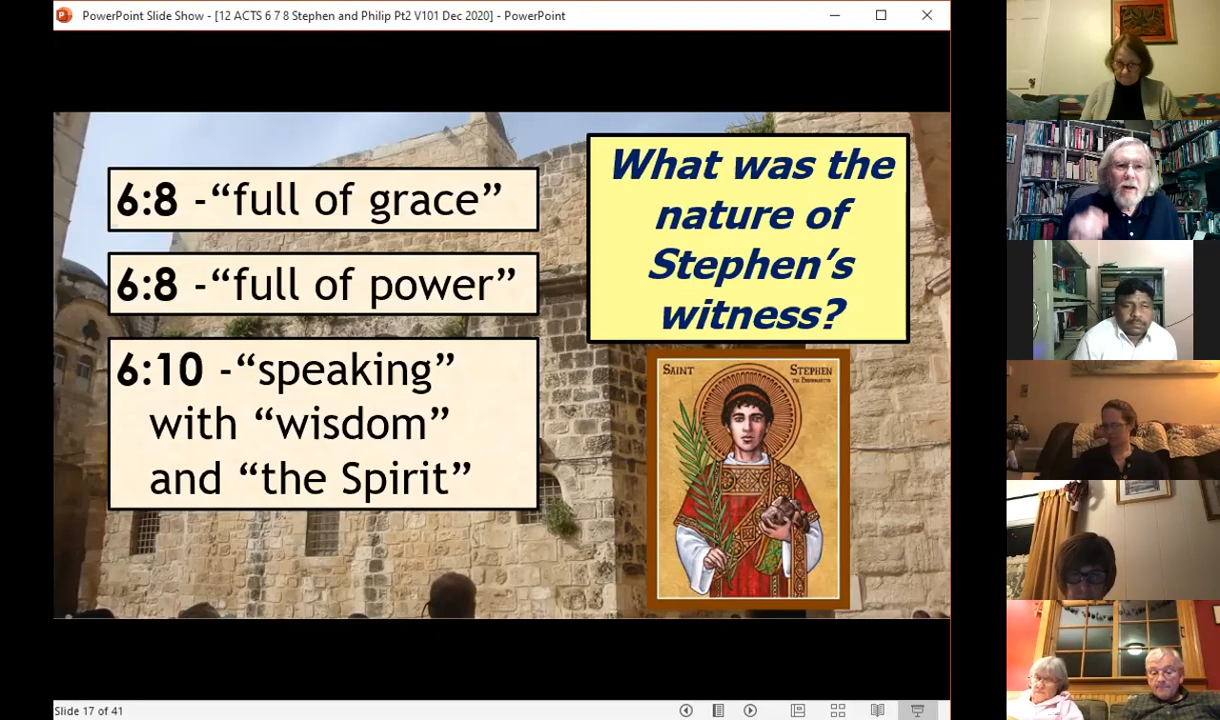 PowerPoint Slide Show - [12 ACTS 6 7 8 Stephen and Philip Pt2 V101 Dec 2020] - PowerPoint
6:8 -“full of grace”
6:8 -“full of power”
6:10 -“speaking”
with “wisdom”
and “the Spirit”
What was the
nature of
Stephen’s
witness?
SAINT
STEPHEN
Slide 17 of 41